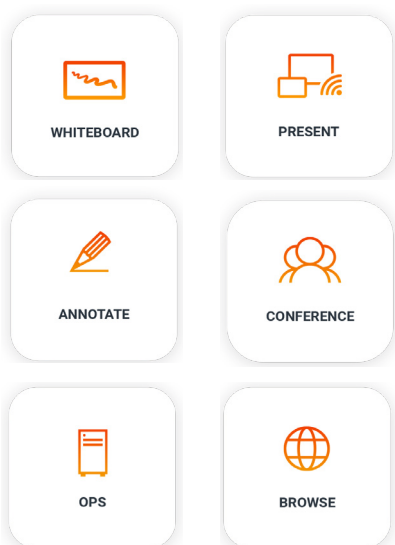 WHITEBOARD
PRESENT
ANNOTATE
CONFERENCE
OPS
BROWSE